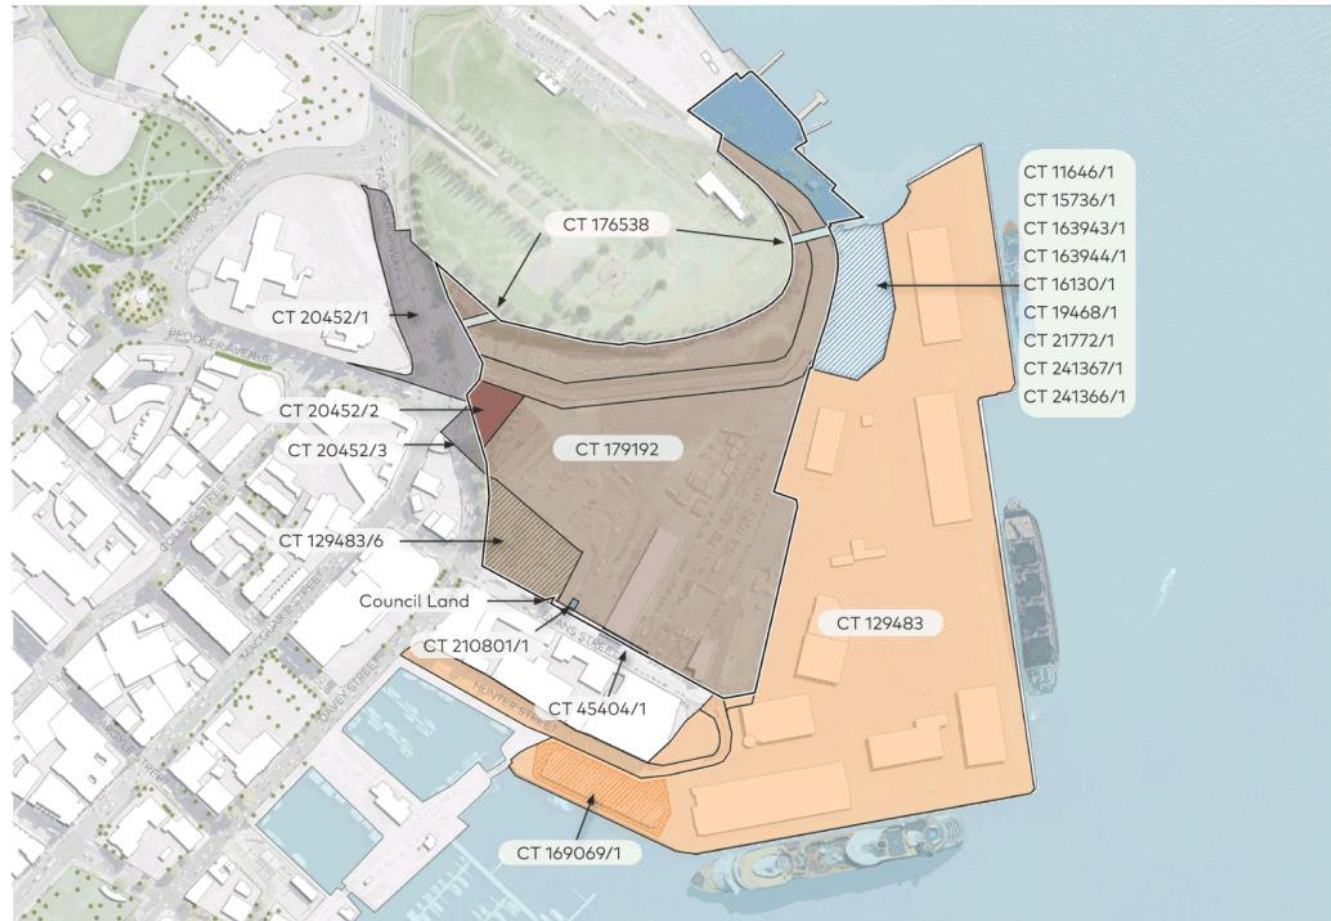 CT 11646/1
CT 15736/1
CT 163943/1
CT 163944/1
CT 16130/1
CT 19468/1
CT 21772/1
CT 241367/1
CT 241366/1
CT 176538
CT 20452/1
BROOKER AVENUE
CT 20452/2
CT 20452/3
CT 179192
COLLINS STREET
CT 129483/6
MACQUARIE STREET
Council Land
EVANS STREET
CT 210801/1
CT 129483
DAVEY STREET
HUNTER STREET
CT 45404/1
ARGYLE STREET
CT 169069/1